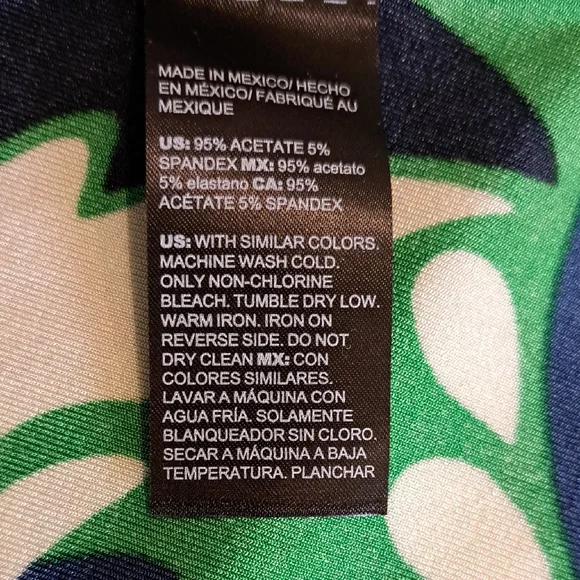 MADE IN MEXICO/ HECHO
EN MÉXICO/ FABRIQUÉ AU
MEXIQUE
US: 95% ACETATE 5%
SPANDEX MX: 95% acetato
5% elastano CA: 95%
ACÉTATE 5% SPANDEX
US: WITH SIMILAR COLORS.
MACHINE WASH COLD.
ONLY NON-CHLORINE
BLEACH. TUMBLE DRY LOW.
WARM IRON. IRON ON
REVERSE SIDE. DO NOT
DRY CLEAN MX: CON
COLORES SIMILARES.
LAVAR A MÁQUINA CON
AGUA FRÍA. SOLAMENTE
BLANQUEADOR SIN CLORO.
SECAR A MÁQUINA A BAJA
TEMPERATURA. PLANCHAR